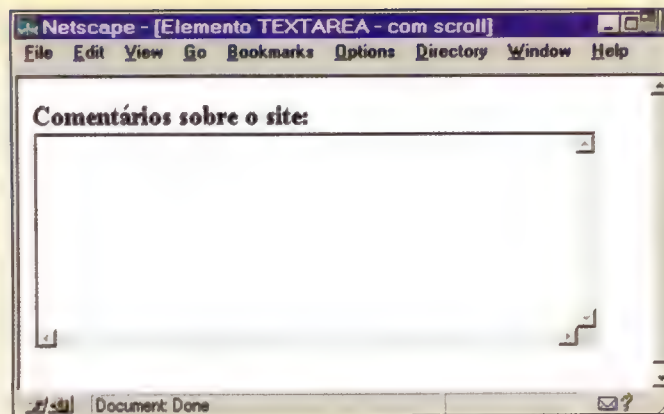 Netscape - [Elemento TEXTAREA - com scroll]
File Edit View Go Bookmarks Options Directory Window Help
Comentários sobre o site:
Document: Done